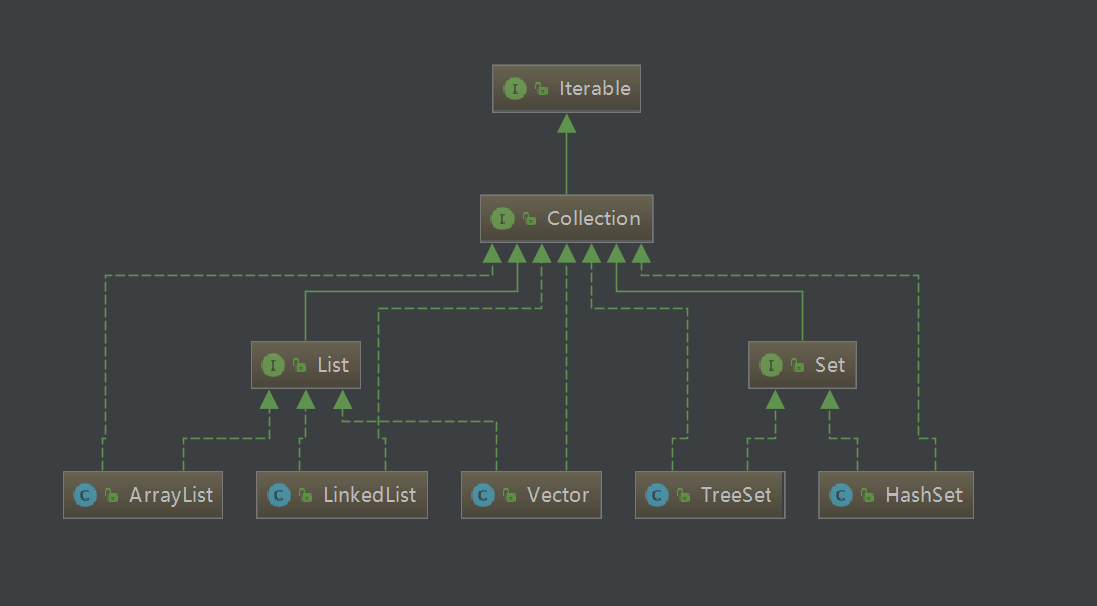 I Iterable
I Collection
I List
I Set
C ArrayList
C LinkedList
C Vector
C TreeSet
C HashSet